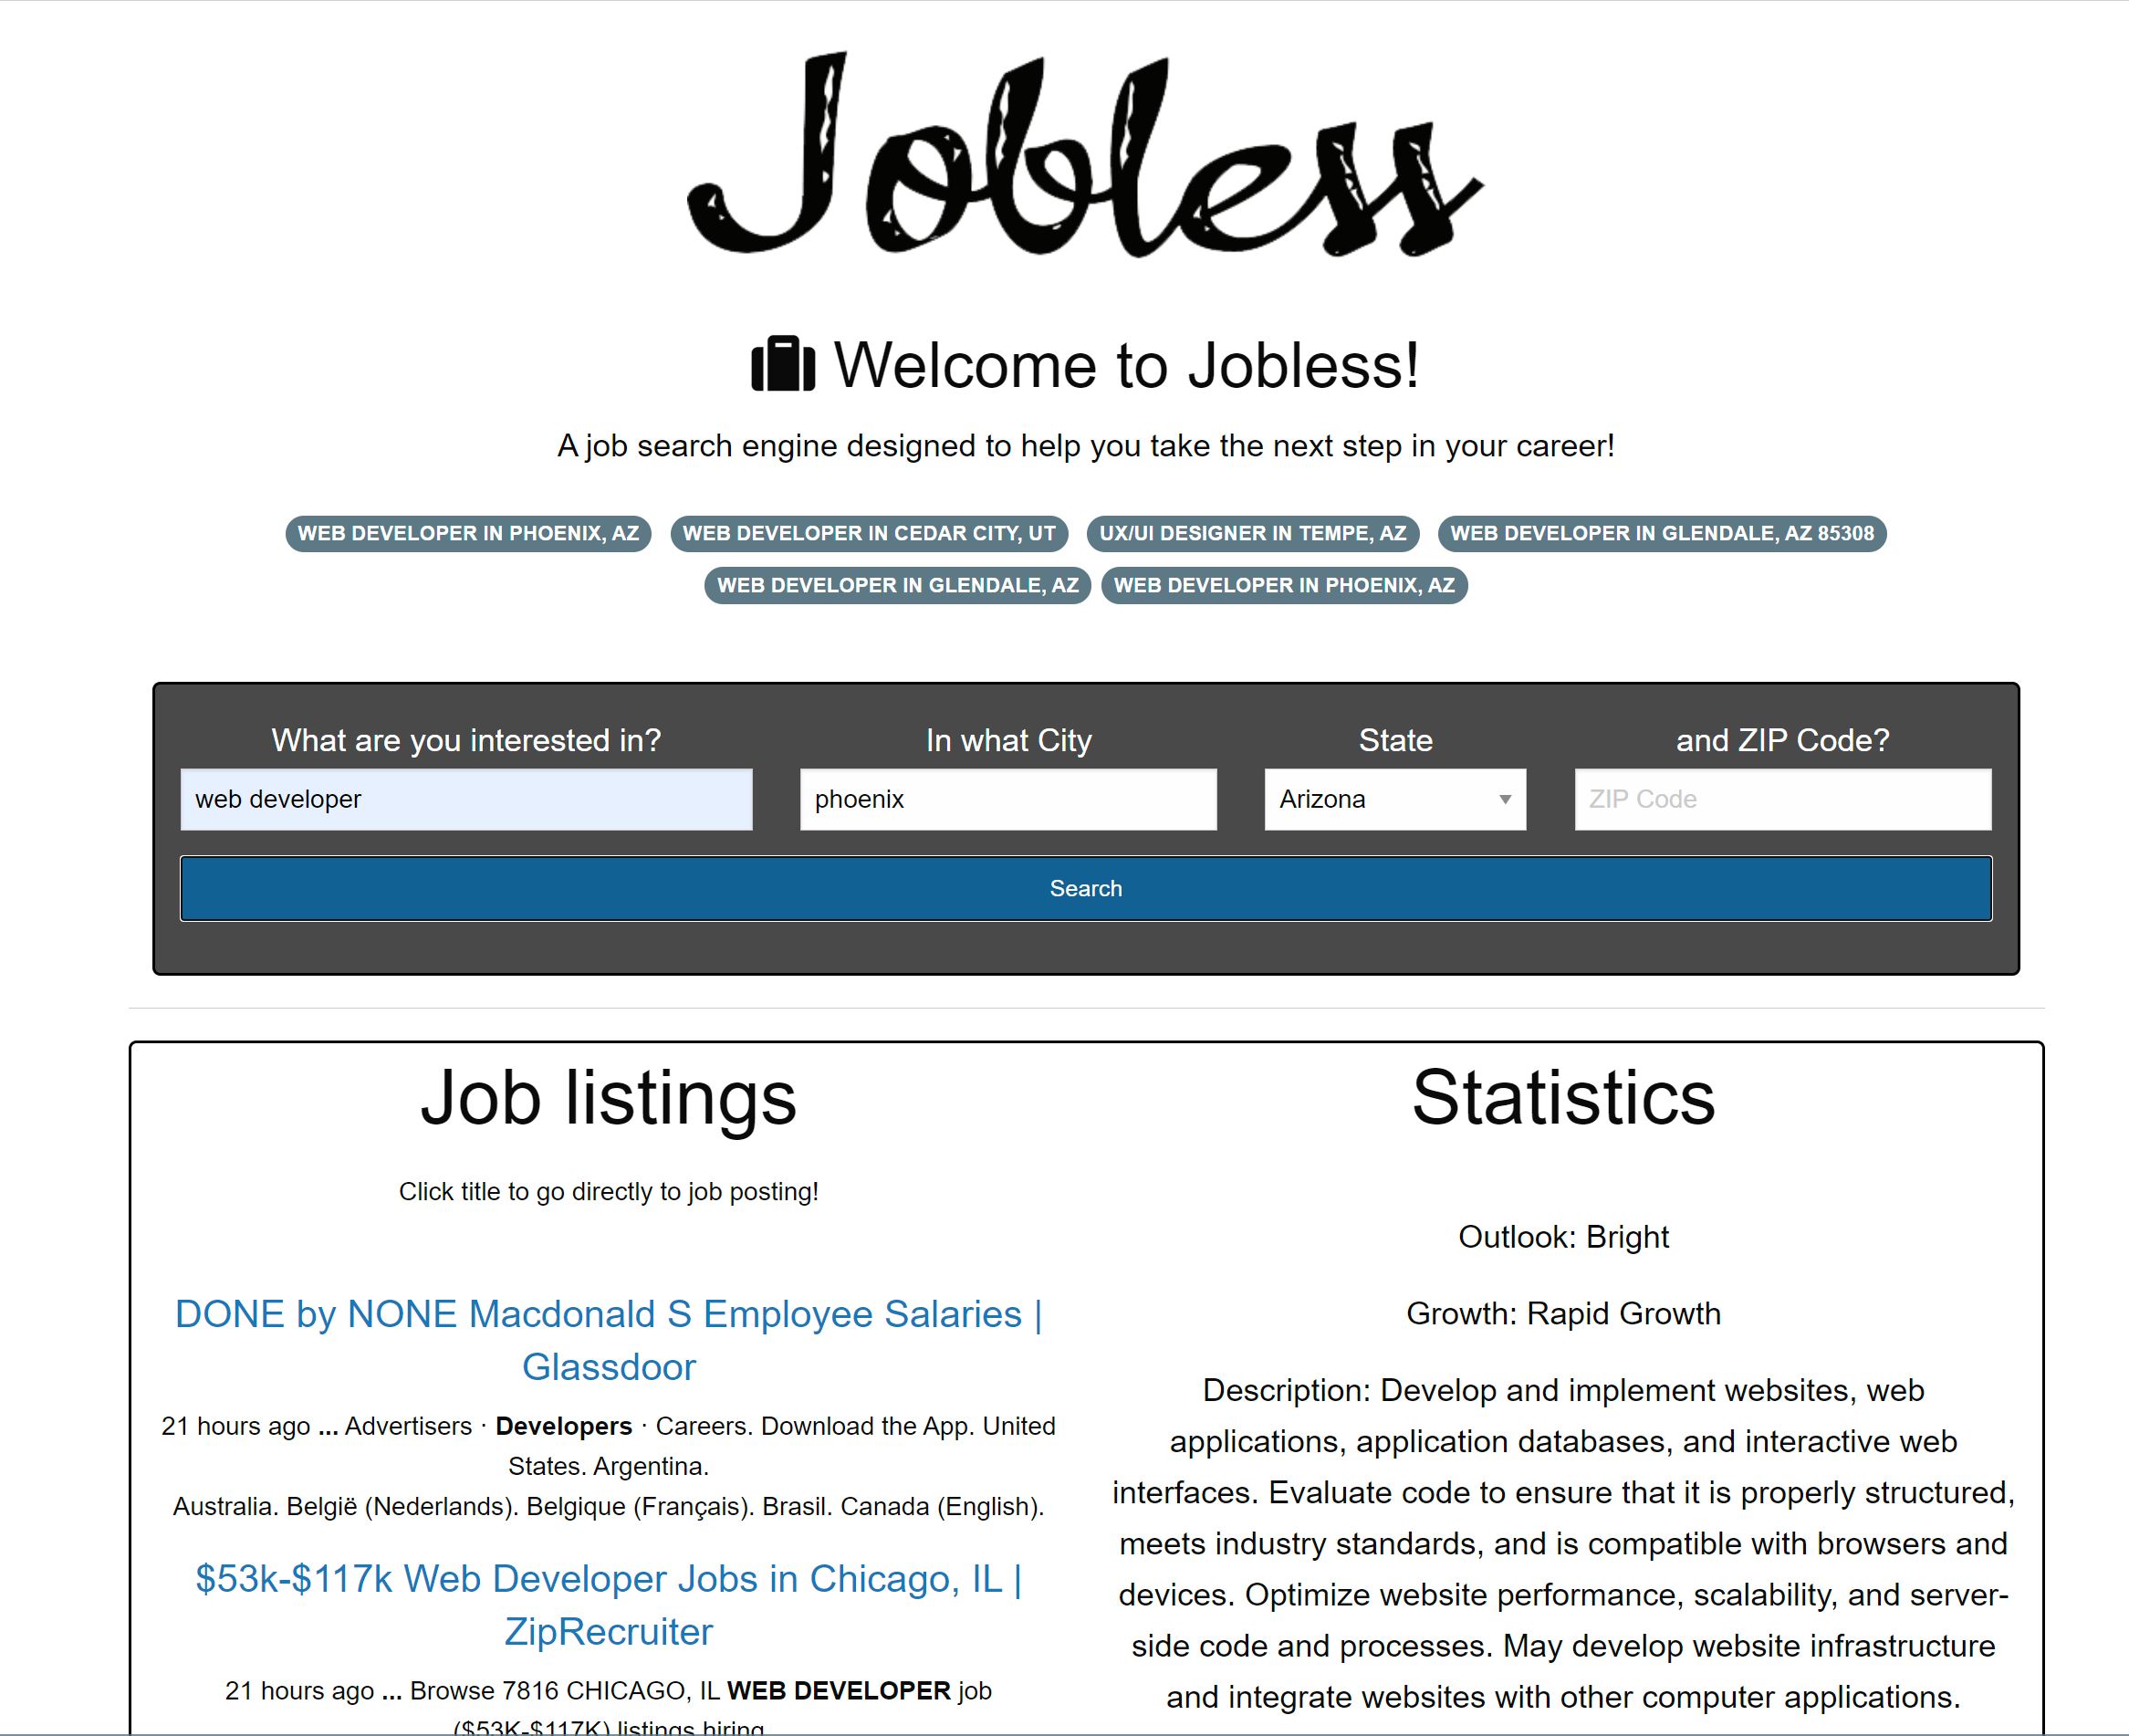 Jobless
Welcome to Jobless!
A job search engine designed to help you take the next step in your career!
WEB DEVELOPER IN PHOENIX, AZ
WEB DEVELOPER IN CEDAR CITY, UT
UX/UI DESIGNER IN TEMPE, AZ
WEB DEVELOPER IN GLENDALE, AZ 85308
WEB DEVELOPER IN GLENDALE, AZ
WEB DEVELOPER IN PHOENIX, AZ
What are you interested in?
web developer
In what City
phoenix
State
Arizona
and ZIP Code?
ZIP Code
Search
Job listings
Click title to go directly to job posting!
DONE by NONE Macdonald S Employee Salaries |
Glassdoor
21 hours ago ... Advertisers · Developers · Careers. Download the App. United
States. Argentina.
Australia. België (Nederlands). Belgique (Français). Brasil. Canada (English).
$53k-$117k Web Developer Jobs in Chicago, IL |
ZipRecruiter
21 hours ago ... Browse 7816 CHICAGO, IL WEB DEVELOPER job
($53K-$117K) listings hiring
Statistics
Outlook: Bright
Growth: Rapid Growth
Description: Develop and implement websites, web
applications, application databases, and interactive web
interfaces. Evaluate code to ensure that it is properly structured,
meets industry standards, and is compatible with browsers and
devices. Optimize website performance, scalability, and server-
side code and processes. May develop website infrastructure
and integrate websites with other computer applications.